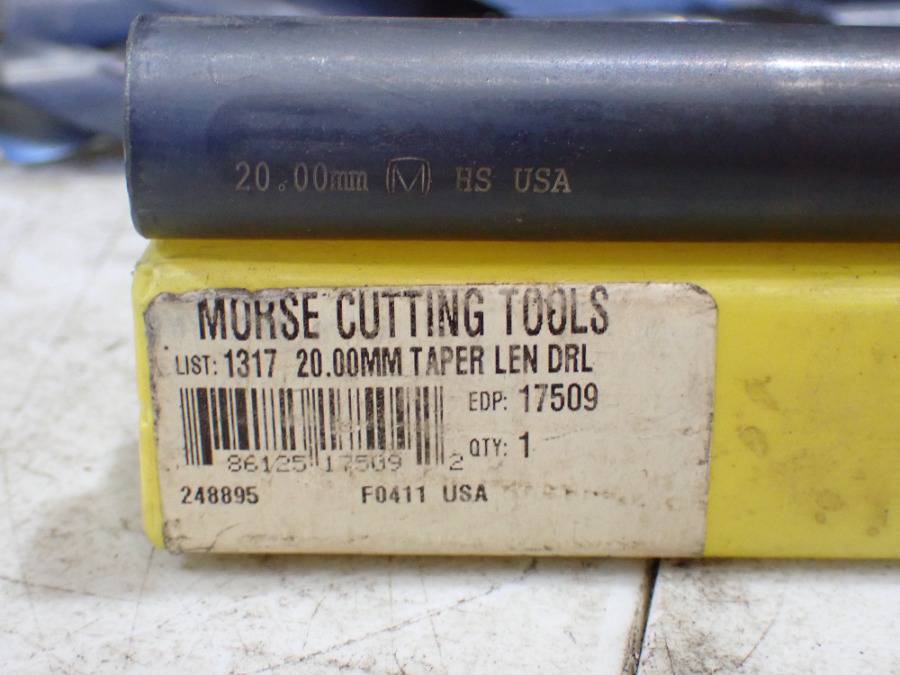 20.00mm M HS USA
MORSE CUTTING TOOLS
LIST: 1317 20.00MM TAPER LEN DRL
EDP: 17509
86125 17509 2
QTY: 1
248895 F0411 USA